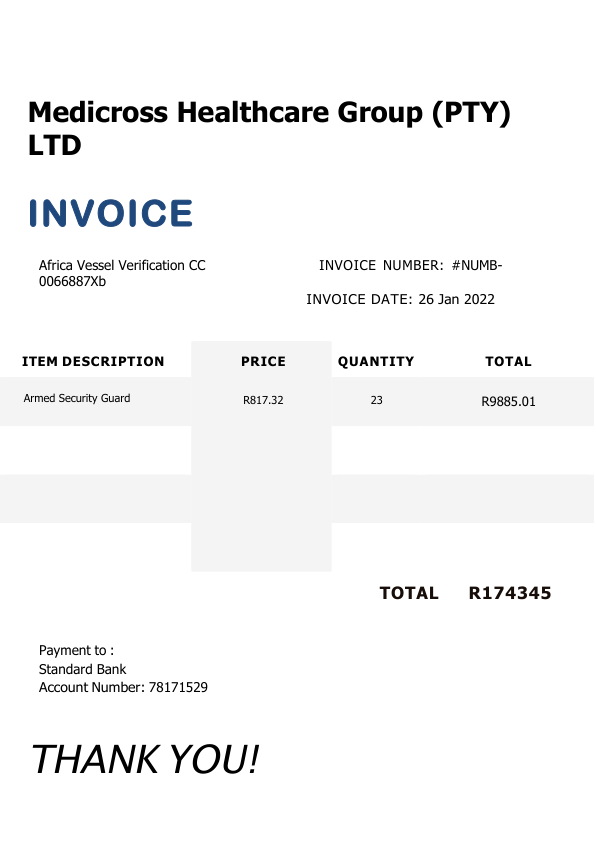 Medicross Healthcare Group (PTY)
LTD
INVOICE
Africa Vessel Verification CC
0066887Xb
INVOICE NUMBER: #NUMB-
INVOICE DATE: 26 Jan 2022
ITEM DESCRIPTION PRICE QUANTITY TOTAL
Armed Security Guard R817.32 23 R9885.01
TOTAL R174345
Payment to :
Standard Bank
Account Number: 78171529
THANK YOU!